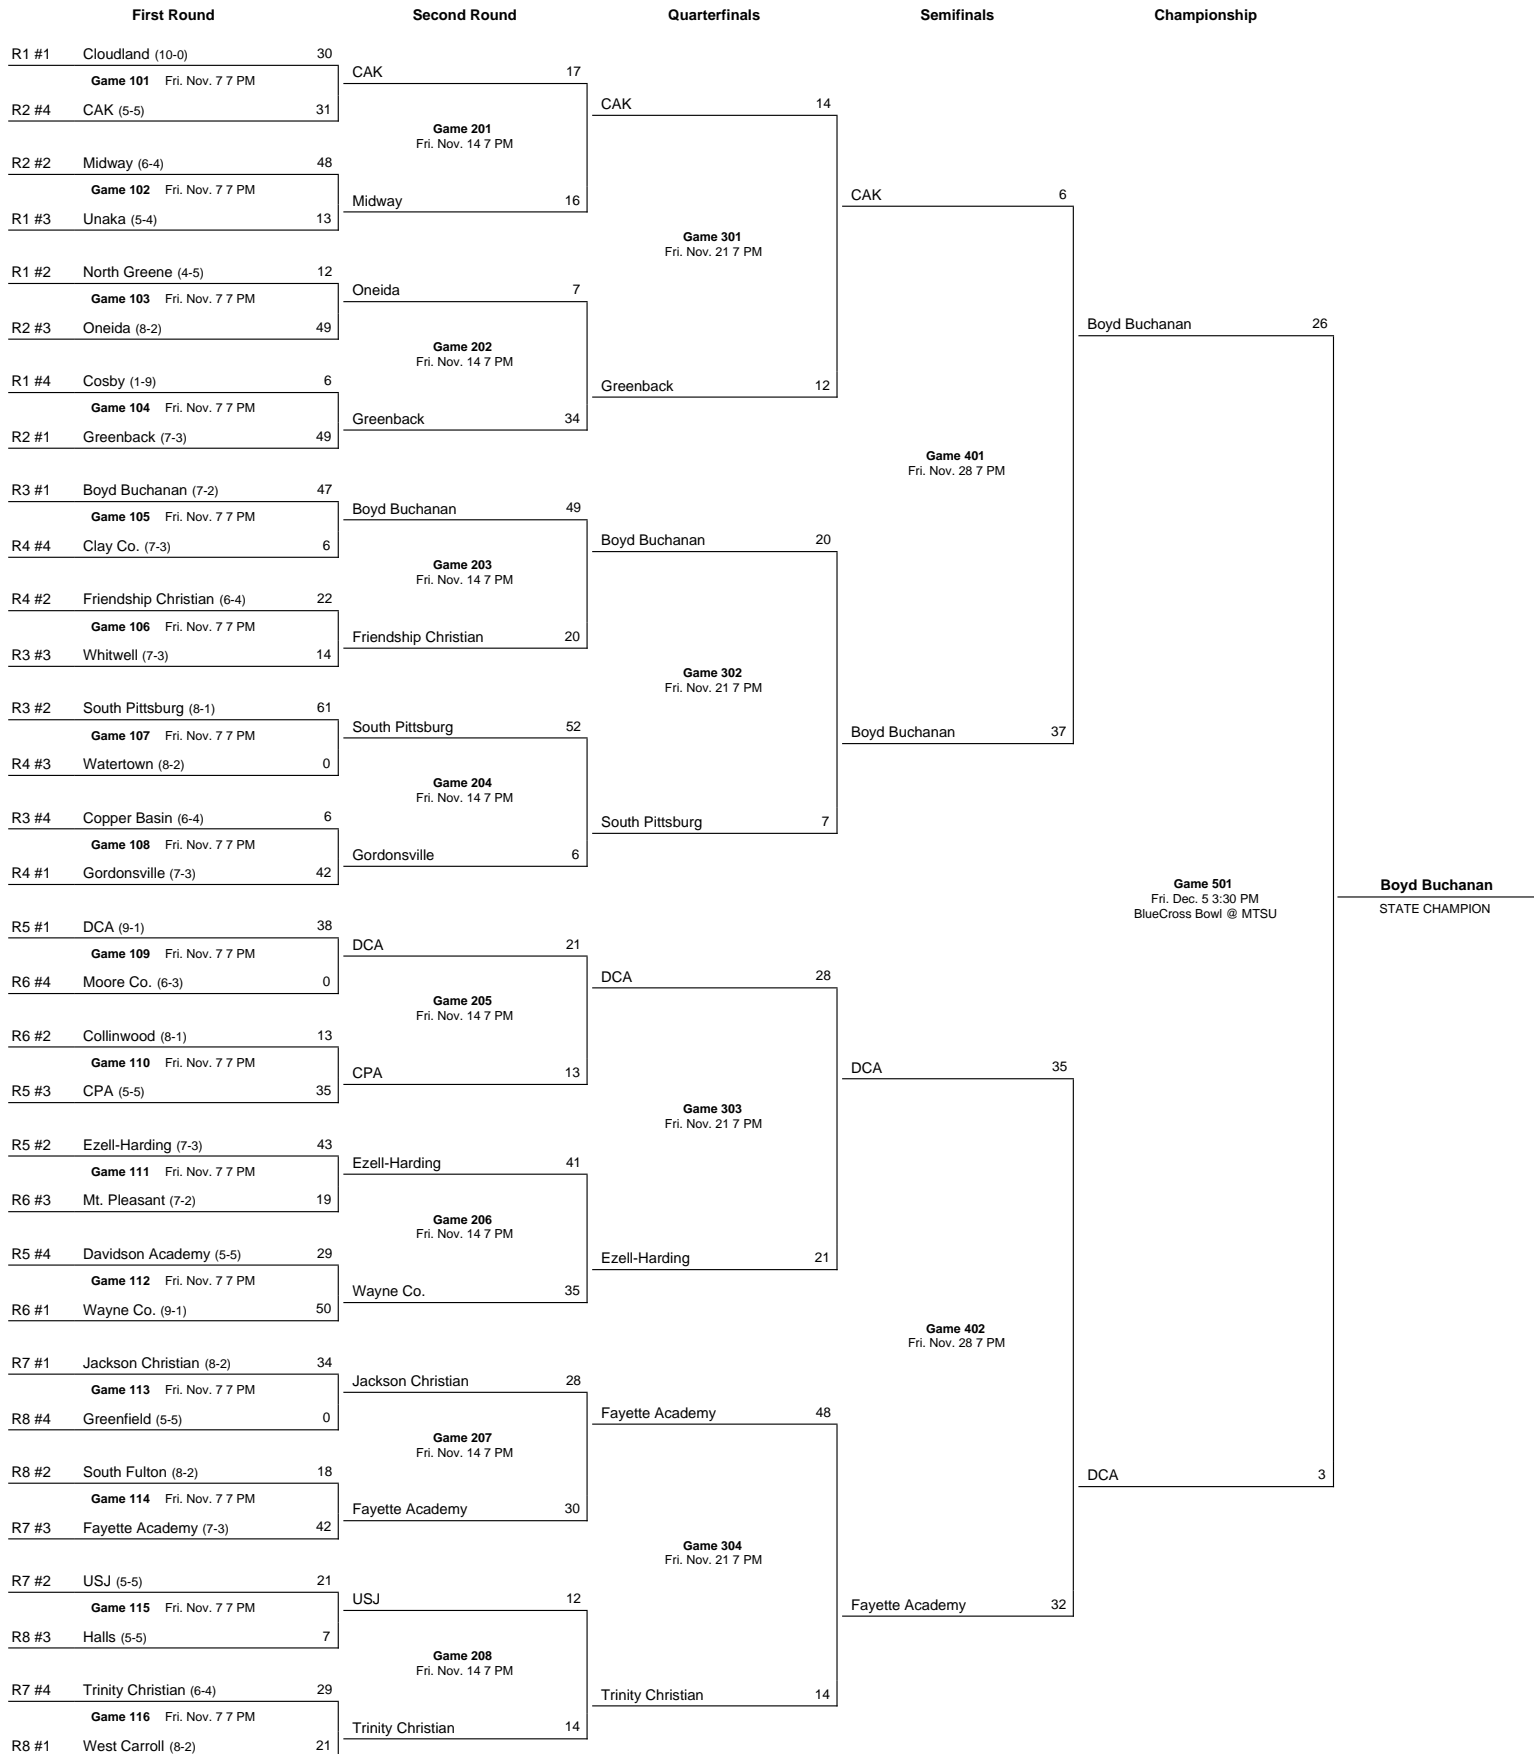 First Round
Second Round
Quarterfinals
Semifinals
Championship
R1 #1 Cloudland (10-0) 30
Game 101 Fri. Nov. 7 7 PM
R2 #4 CAK (5-5) 31
R2 #2 Midway (6-4) 48
Game 102 Fri. Nov. 7 7 PM
R1 #3 Unaka (5-4) 13
R1 #2 North Greene (4-5) 12
Game 103 Fri. Nov. 7 7 PM
R2 #3 Oneida (8-2) 49
R1 #4 Cosby (1-9) 6
Game 104 Fri. Nov. 7 7 PM
R2 #1 Greenback (7-3) 49
R3 #1 Boyd Buchanan (7-2) 47
Game 105 Fri. Nov. 7 7 PM
R4 #4 Clay Co. (7-3) 6
R4 #2 Friendship Christian (6-4) 22
Game 106 Fri. Nov. 7 7 PM
R3 #3 Whitwell (7-3) 14
R3 #2 South Pittsburg (8-1) 61
Game 107 Fri. Nov. 7 7 PM
R4 #3 Watertown (8-2) 0
R3 #4 Copper Basin (6-4) 6
Game 108 Fri. Nov. 7 7 PM
R4 #1 Gordonsville (7-3) 42
R5 #1 DCA (9-1) 38
Game 109 Fri. Nov. 7 7 PM
R6 #4 Moore Co. (6-3) 0
R6 #2 Collinwood (8-1) 13
Game 110 Fri. Nov. 7 7 PM
R5 #3 CPA (5-5) 35
R5 #2 Ezell-Harding (7-3) 43
Game 111 Fri. Nov. 7 7 PM
R6 #3 Mt. Pleasant (7-2) 19
R5 #4 Davidson Academy (5-5) 29
Game 112 Fri. Nov. 7 7 PM
R6 #1 Wayne Co. (9-1) 50
R7 #1 Jackson Christian (8-2) 34
Game 113 Fri. Nov. 7 7 PM
R8 #4 Greenfield (5-5) 0
R8 #2 South Fulton (8-2) 18
Game 114 Fri. Nov. 7 7 PM
R7 #3 Fayette Academy (7-3) 42
R7 #2 USJ (5-5) 21
Game 115 Fri. Nov. 7 7 PM
R8 #3 Halls (5-5) 7
R7 #4 Trinity Christian (6-4) 29
Game 116 Fri. Nov. 7 7 PM
R8 #1 West Carroll (8-2) 21
CAK 17
Game 201
Fri. Nov. 14 7 PM
Midway 16
Oneida 7
Game 202
Fri. Nov. 14 7 PM
Greenback 34
Boyd Buchanan 49
Game 203
Fri. Nov. 14 7 PM
Friendship Christian 20
South Pittsburg 52
Game 204
Fri. Nov. 14 7 PM
Gordonsville 6
DCA 21
Game 205
Fri. Nov. 14 7 PM
CPA 13
Ezell-Harding 41
Game 206
Fri. Nov. 14 7 PM
Wayne Co. 35
Jackson Christian 28
Game 207
Fri. Nov. 14 7 PM
Fayette Academy 30
USJ 12
Game 208
Fri. Nov. 14 7 PM
Trinity Christian 14
CAK 14
Game 301
Fri. Nov. 21 7 PM
Greenback 12
Boyd Buchanan 20
Game 302
Fri. Nov. 21 7 PM
South Pittsburg 7
DCA 28
Game 303
Fri. Nov. 21 7 PM
Ezell-Harding 21
Fayette Academy 48
Game 304
Fri. Nov. 21 7 PM
Trinity Christian 14
CAK 6
Game 401
Fri. Nov. 28 7 PM
Boyd Buchanan 37
DCA 35
Game 402
Fri. Nov. 28 7 PM
Fayette Academy 32
Boyd Buchanan 26
Game 501
Fri. Dec. 5 3:30 PM
BlueCross Bowl @ MTSU
DCA 3
Boyd Buchanan
STATE CHAMPION